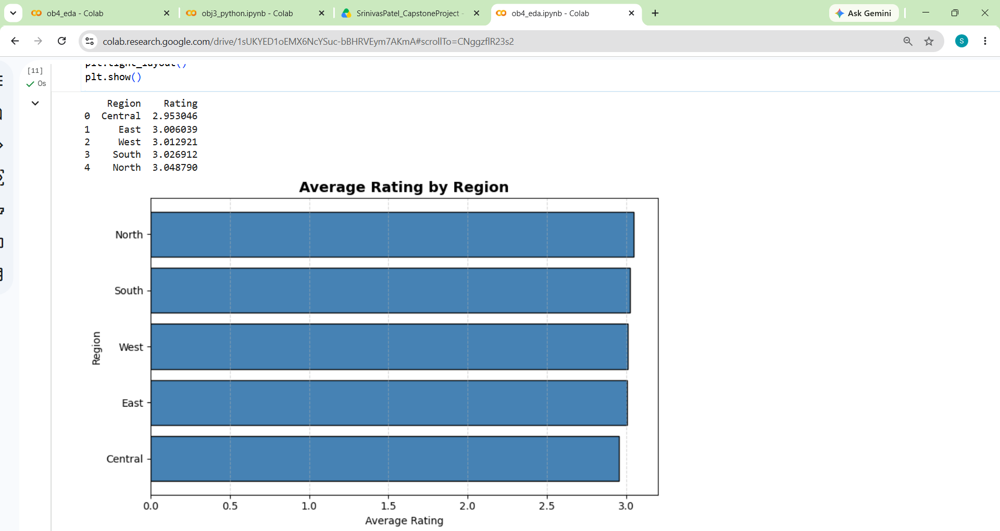 ob4_eda - Colab
obj3_python.ipynb - Colab
SrinivasPatel_CapstoneProject -
ob4_eda.ipynb - Colab
Ask Gemini
colab.research.google.com/drive/1sUKYED1oEMX6NcYSuc-bBHRVEym7AKmA#scrollTo=CNggzflR23s2
S
plt.tight_layout()
[11]
plt.show()
0s
Region Rating
0 Central 2.953046
1 East 3.006039
2 West 3.012921
3 South 3.026912
4 North 3.048790
Average Rating by Region
North
South
West
East
Central
Region
0.0 0.5 1.0 1.5 2.0 2.5 3.0
Average Rating